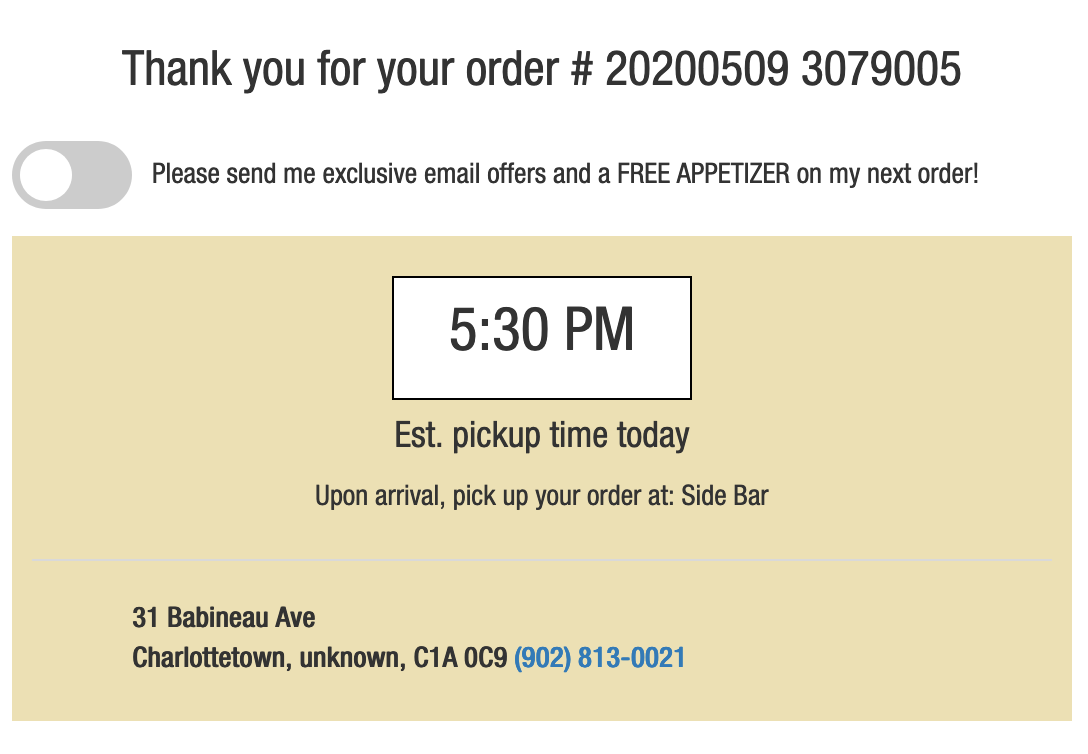 Thank you for your order # 20200509 3079005
Please send me exclusive email offers and a FREE APPETIZER on my next order!
5:30 PM
Est. pickup time today
Upon arrival, pick up your order at: Side Bar
31 Babineau Ave
Charlottetown, unknown, C1A 0C9 (902) 813-0021